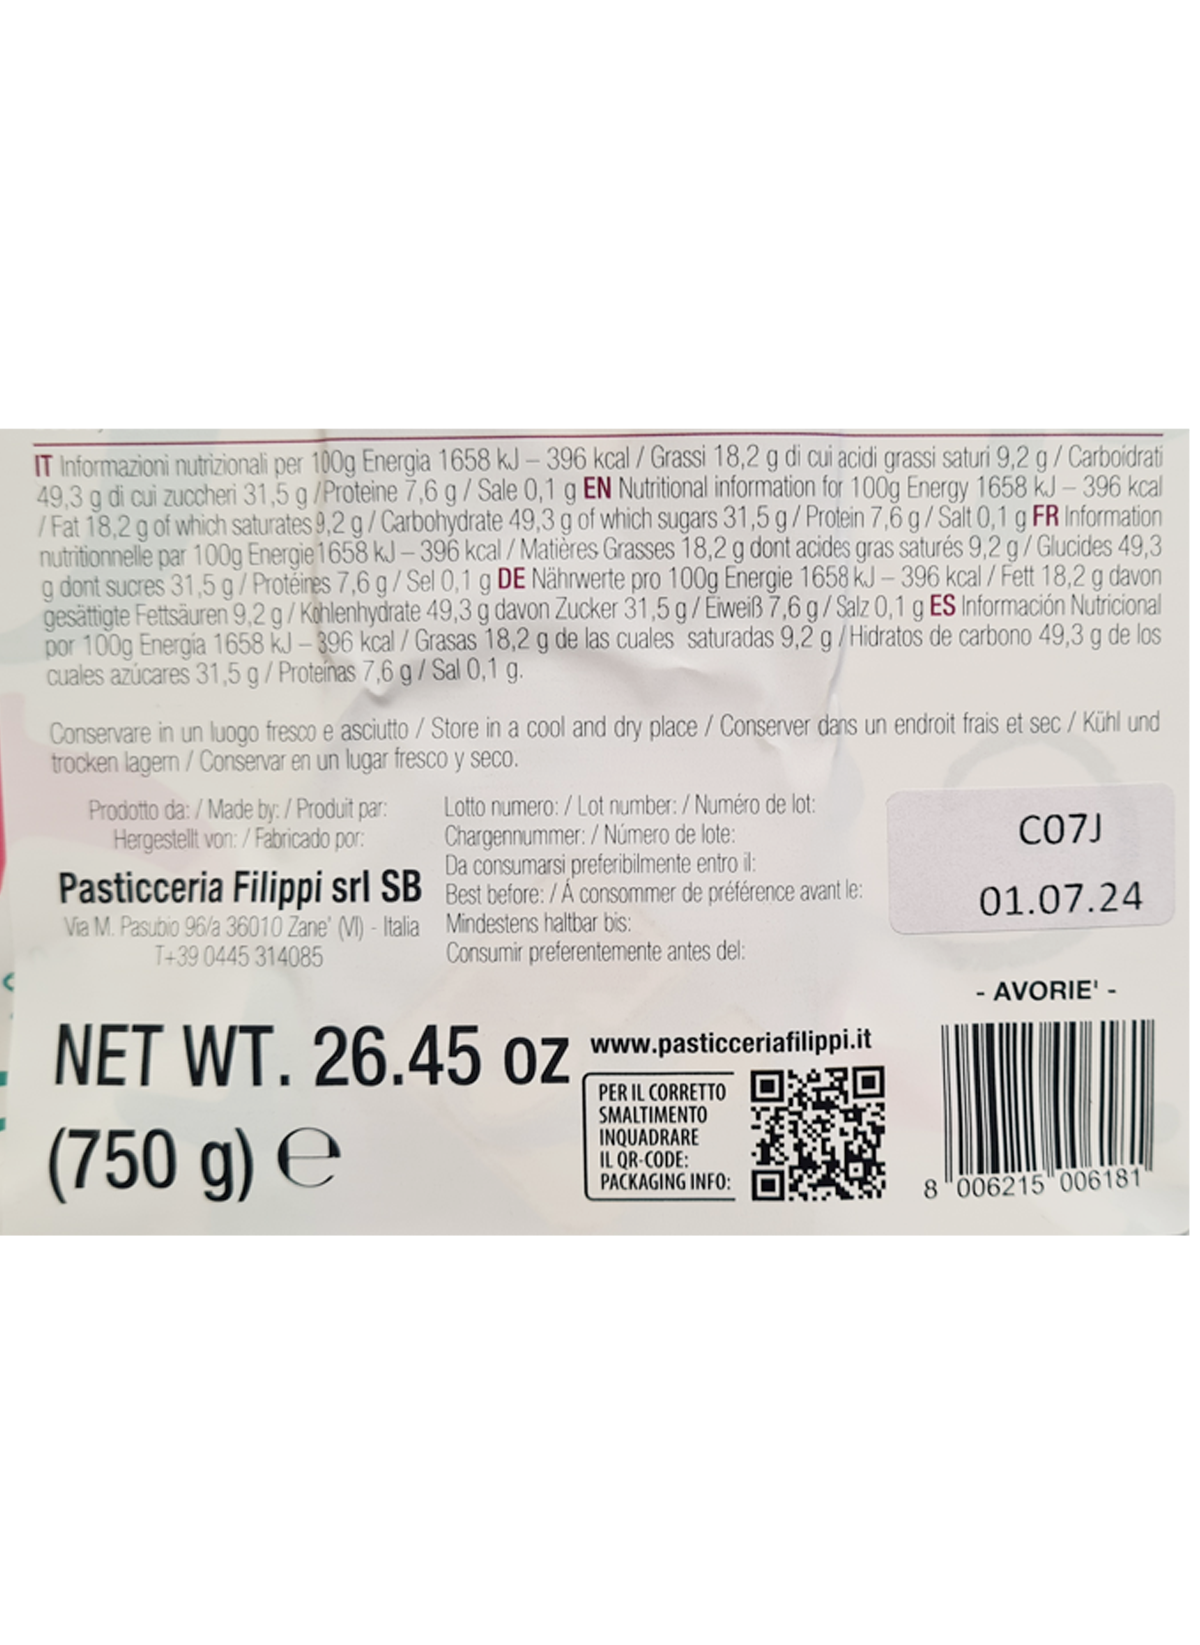 IT Informazioni nutrizionali per 100g Energia 1658 kJ – 396 kcal / Grassi 18,2 g di cui acidi grassi saturi 9,2 g / Carboidrati
49,3 g di cui zuccheri 31,5 g / Proteine 7,6 g / Sale 0,1 g EN Nutritional information for 100g Energy 1658 kJ – 396 kcal
/ Fat 18,2 g of which saturates 9,2 g / Carbohydrate 49,3 g of which sugars 31,5 g / Protein 7,6 g / Salt 0,1 g FR Information
nutritionnelle par 100g Energie 1658 kJ – 396 kcal / Matières Grasses 18,2 g dont acides gras saturés 9,2 g / Glucides 49,3
g dont sucres 31,5 g / Protéines 7,6 g / Sel 0,1 g DE Nährwerte pro 100g Energie 1658 kJ – 396 kcal / Fett 18,2 g davon
gesättigte Fettsäuren 9,2 g / Kohlenhydrate 49,3 g davon Zucker 31,5 g / Eiweiß 7,6 g / Salz 0,1 g ES Información Nutricional
por 100g Energía 1658 kJ – 396 kcal / Grasas 18,2 g de las cuales saturadas 9,2 g / Hidratos de carbono 49,3 g de los
cuales azúcares 31,5 g / Proteínas 7,6 g / Sal 0,1 g.
Conservare in un luogo fresco e asciutto / Store in a cool and dry place / Conserver dans un endroit frais et sec / Kühl und
trocken lagern / Conservar en un lugar fresco y seco.
Prodotto da: / Made by: / Produit par:
Hergestellt von: / Fabricado por:
Pasticceria Filippi srl SB
Via M. Pasubio 96/a 36010 Zane' (VI) - Italia
T+39 0445 314085
Lotto numero: / Lot number: / Numéro de lot:
Chargennummer: / Número de lote:
Da consumarsi preferibilmente entro il:
Best before: / Á consommer de préférence avant le:
Mindestens haltbar bis:
Consumir preferentemente antes del:
C07J
01.07.24
- AVORIE' -
NET WT. 26.45 oz
(750 g) ℮
www.pasticceriafilippi.it
PER IL CORRETTO
SMALTIMENTO
INQUADRARE
IL QR-CODE:
PACKAGING INFO:
8 006215 006181